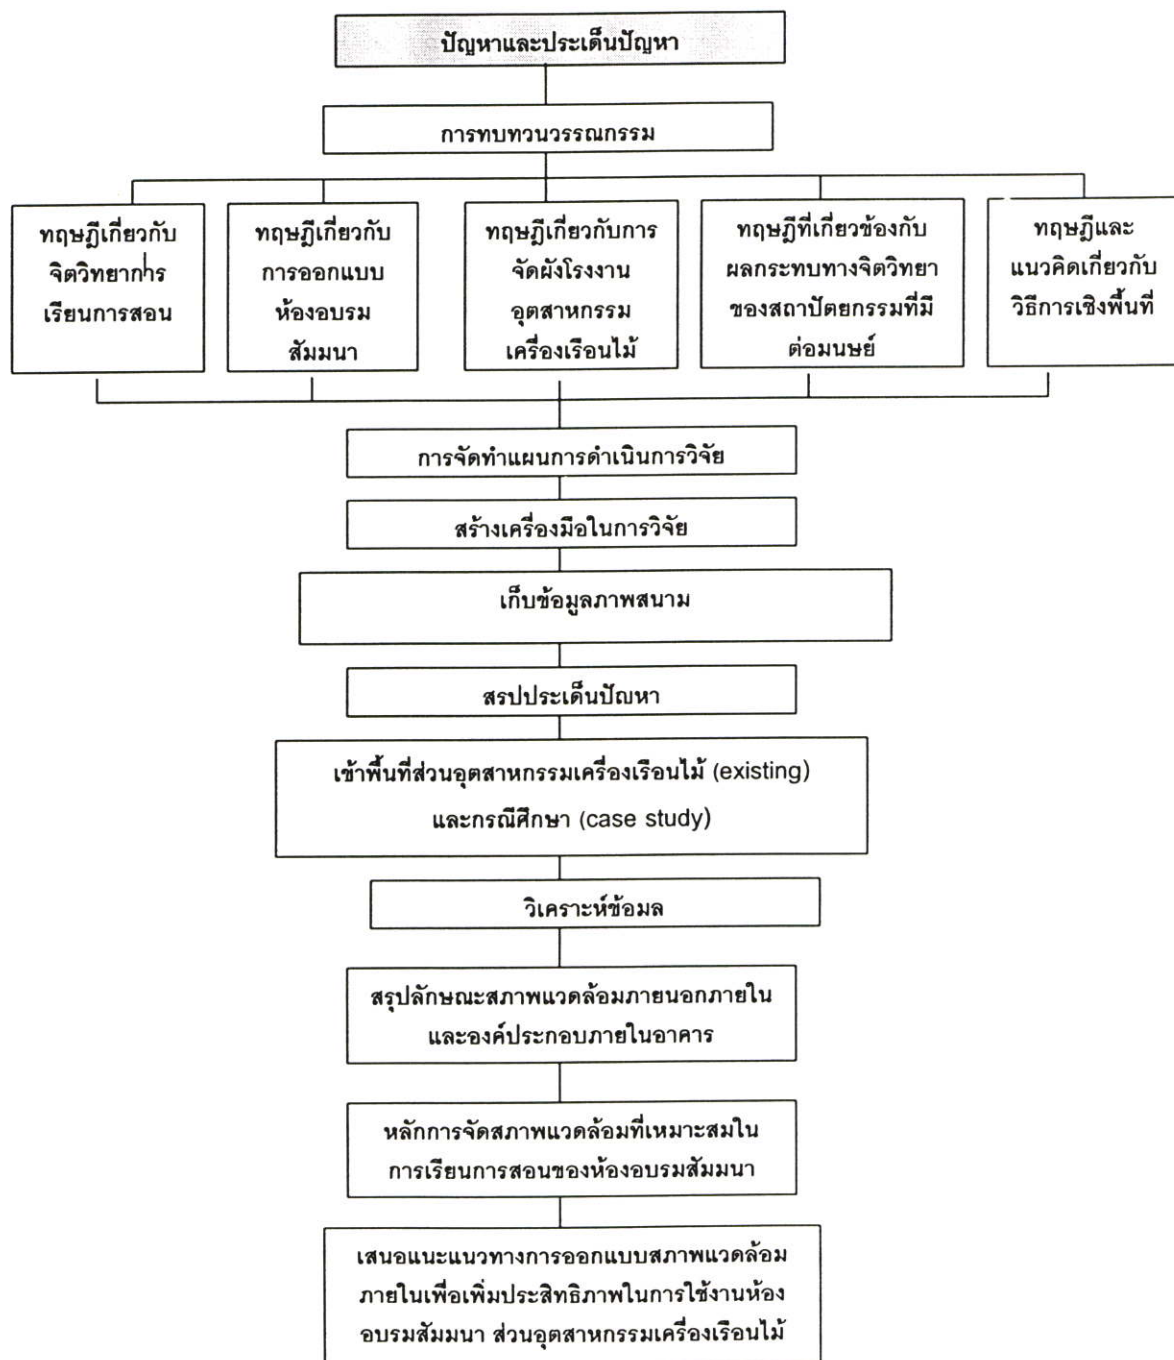 ปัญหาและประเด็นปัญหา
การทบทวนวรรณกรรม
ทฤษฎีเกี่ยวกับ
จิตวิทยาการ
เรียนการสอน
ทฤษฎีเกี่ยวกับ
การออกแบบ
ห้องอบรม
สัมมนา
ทฤษฎีเกี่ยวกับการ
จัดผังโรงงาน
อุตสาหกรรม
เครื่องเรือนไม้
ทฤษฎีที่เกี่ยวข้องกับ
ผลกระทบทางจิตวิทยา
ของสถาปัตยกรรมที่มี
ต่อมนษย์
ทฤษฎีและ
แนวคิดเกี่ยวกับ
วิธีการเชิงพื้นที่
การจัดทำแผนการดำเนินการวิจัย
สร้างเครื่องมือในการวิจัย
เก็บข้อมูลภาพสนาม
สรปประเด็นปัญหา
เข้าพื้นที่ส่วนอุตสาหกรรมเครื่องเรือนไม้ (existing)
และกรณีศึกษา (case study)
วิเคราะห์ข้อมล
สรุปลักษณะสภาพแวดล้อมภายนอกภายใน
และองค์ประกอบภายในอาคาร
หลักการจัดสภาพแวดล้อมที่เหมาะสมใน
การเรียนการสอนของห้องอบรมสัมมนา
เสนอแนะแนวทางการออกแบบสภาพแวดล้อม
ภายในเพื่อเพิ่มประสิทธิภาพในการใช้งานห้อง
อบรมสัมมนา ส่วนอุตสาหกรรมเครื่องเรือนไม้